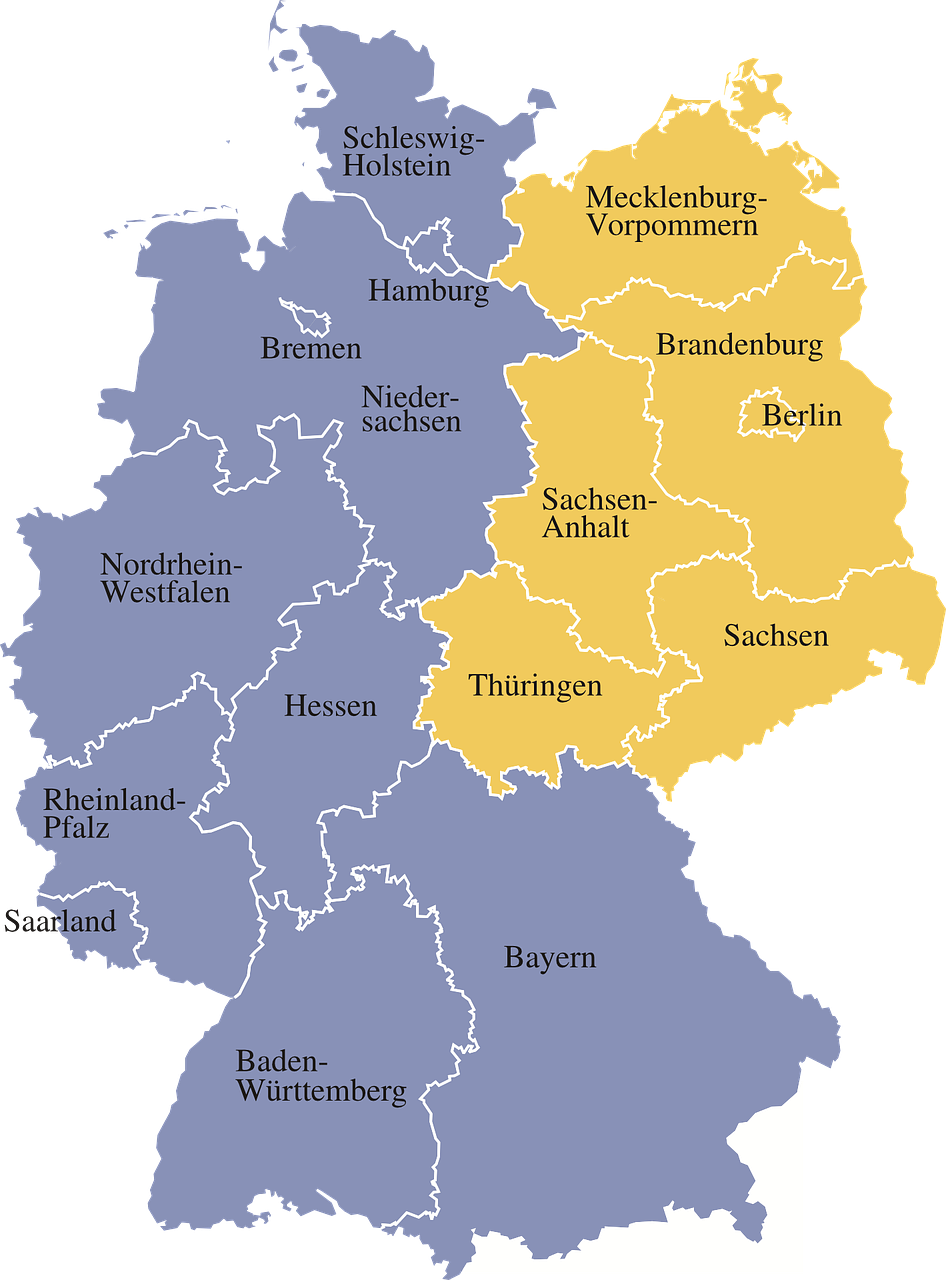 Schleswig-
Holstein
Mecklenburg-
Vorpommern
Hamburg
Bremen
Brandenburg
Nieder-
sachsen
Berlin
Sachsen-
Anhalt
Nordrhein-
Westfalen
Sachsen
Thüringen
Hessen
Rheinland-
Pfalz
Saarland
Bayern
Baden-
Württemberg